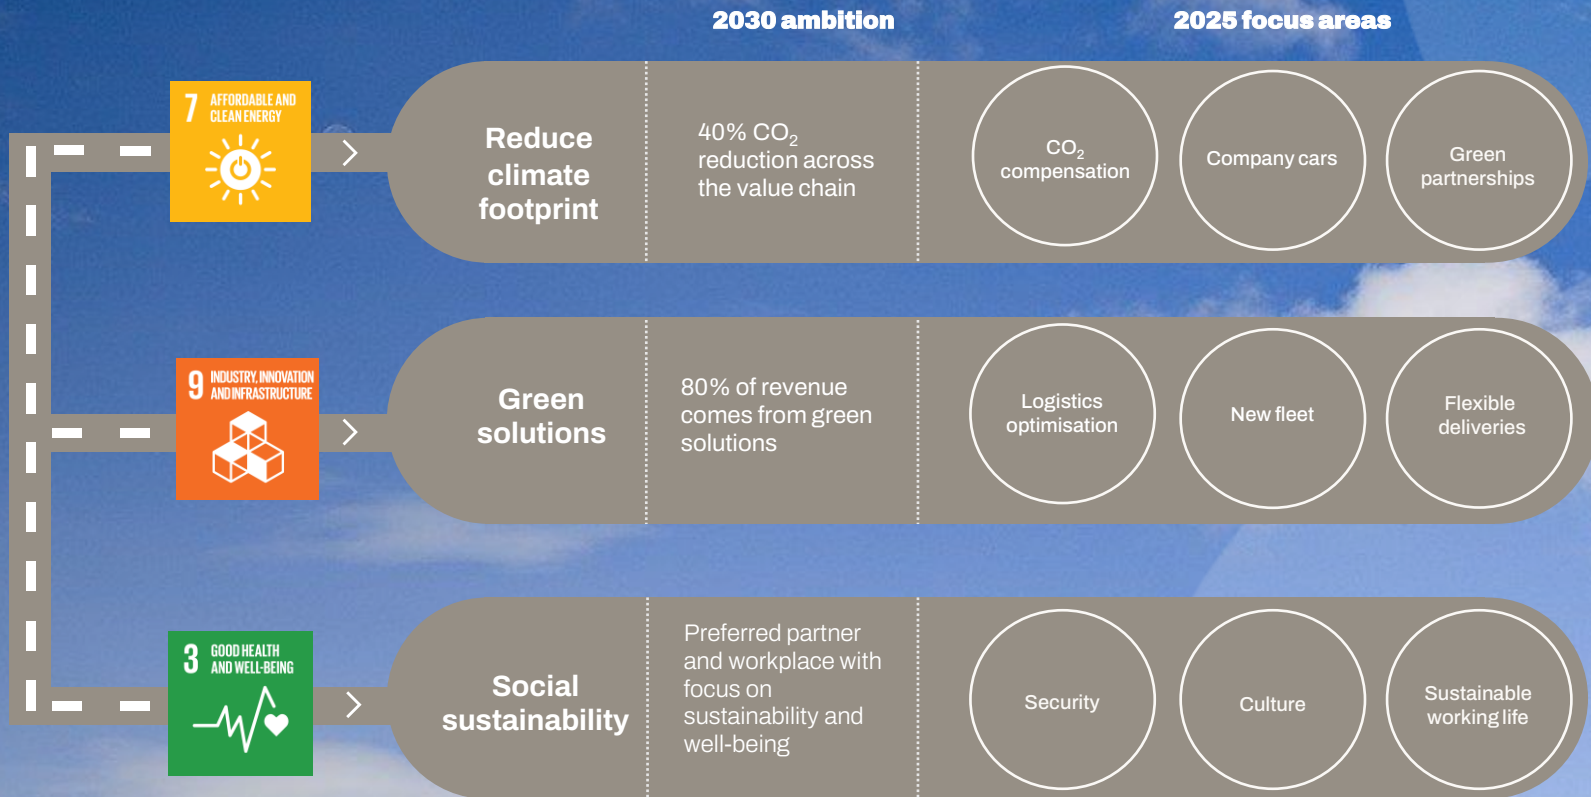 2030 ambition
2025 focus areas
7 AFFORDABLE AND
CLEAN ENERGY
Reduce
climate
footprint
40% CO₂
reduction across
the value chain
CO₂
compensation
Company cars
Green
partnerships
9 INDUSTRY, INNOVATION
AND INFRASTRUCTURE
Green
solutions
80% of revenue
comes from green
solutions
Logistics
optimisation
New fleet
Flexible
deliveries
3 GOOD HEALTH
AND WELL-BEING
Social
sustainability
Preferred partner
and workplace with
focus on
sustainability and
well-being
Security
Culture
Sustainable
working life